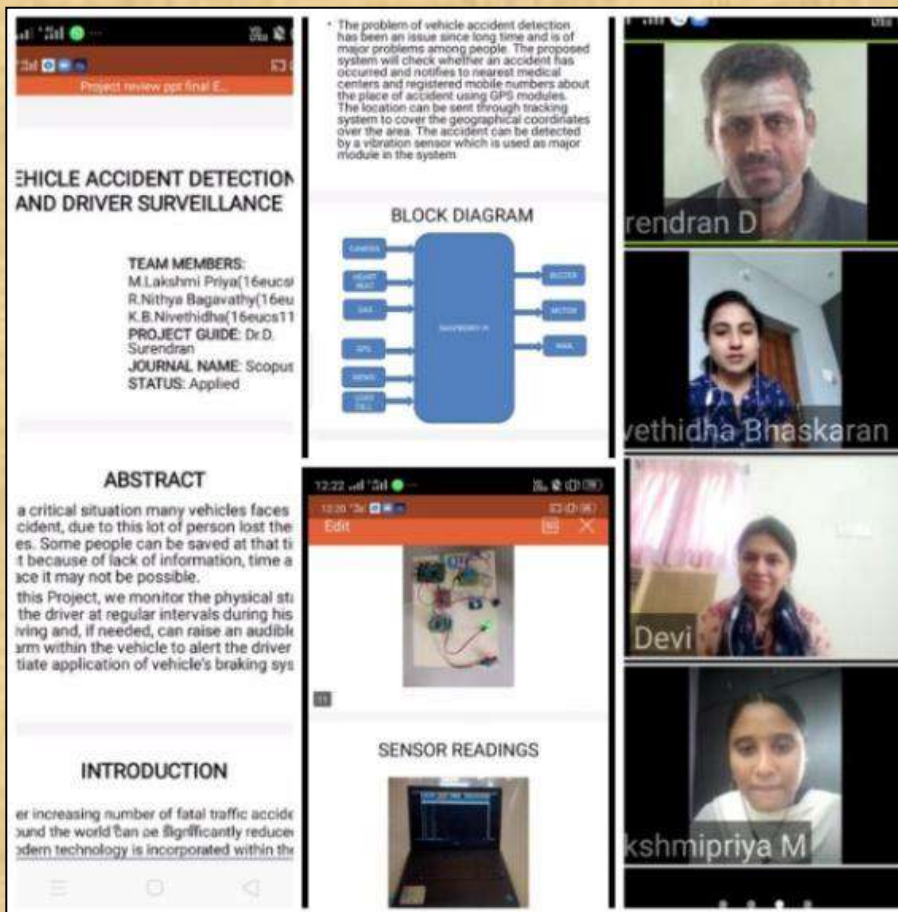 Project review ppt final E...
EHICLE ACCIDENT DETECTION
AND DRIVER SURVEILLANCE
TEAM MEMBERS:
M.Lakshmi Priya(16eucs
R.Nithya Bagavathy(16eu
K.B.Nivethidha(16eucs11
PROJECT GUIDE: Dr.D.
Surendran
JOURNAL NAME: Scopus
STATUS: Applied
ABSTRACT
a critical situation many vehicles faces
cident, due to this lot of person lost the
es. Some people can be saved at that ti
t because of lack of information, time a
ace it may not be possible.
this Project, we monitor the physical sta
the driver at regular intervals during his
iving and, if needed, can raise an audible
arm within the vehicle to alert the driver
tiate application of vehicle's braking sys
INTRODUCTION
er increasing number of fatal traffic accide
ound the world can be significantly reduced
odern technology is incorporated within the
• The problem of vehicle accident detection
has been an issue since long time and is of
major problems among people. The proposed
system will check whether an accident has
occurred and notifies to nearest medical
centers and registered mobile numbers about
the place of accident using GPS modules.
The location can be sent through tracking
system to cover the geographical coordinates
over the area. The accident can be detected
by a vibration sensor which is used as major
module in the system
BLOCK DIAGRAM
CAMERA
HEART
BEAT
GAS
GPS
MEMS
LOAD
CELL
RASPBERRY PI
BUZZER
MOTOR
MAIL
12:22
12:20
Edit
11
SENSOR READINGS
rendran D
vethidha Bhaskaran
Devi
kshmipriya M